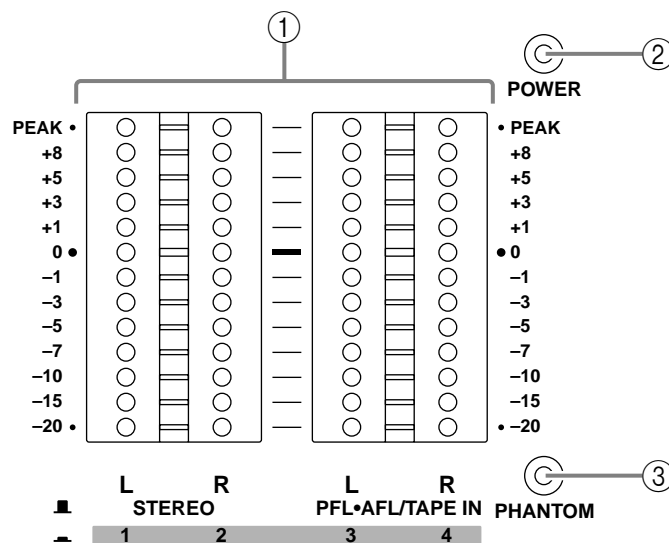 ① ②
POWER
PEAK • • PEAK
+8 +8
+5 +5
+3 +3
+1 +1
0 ● ● 0
–1 –1
–3 –3
–5 –5
–7 –7
–10 –10
–15 –15
–20 • • –20
③
L R L R
STEREO PFL•AFL/TAPE IN PHANTOM
1 2 3 4